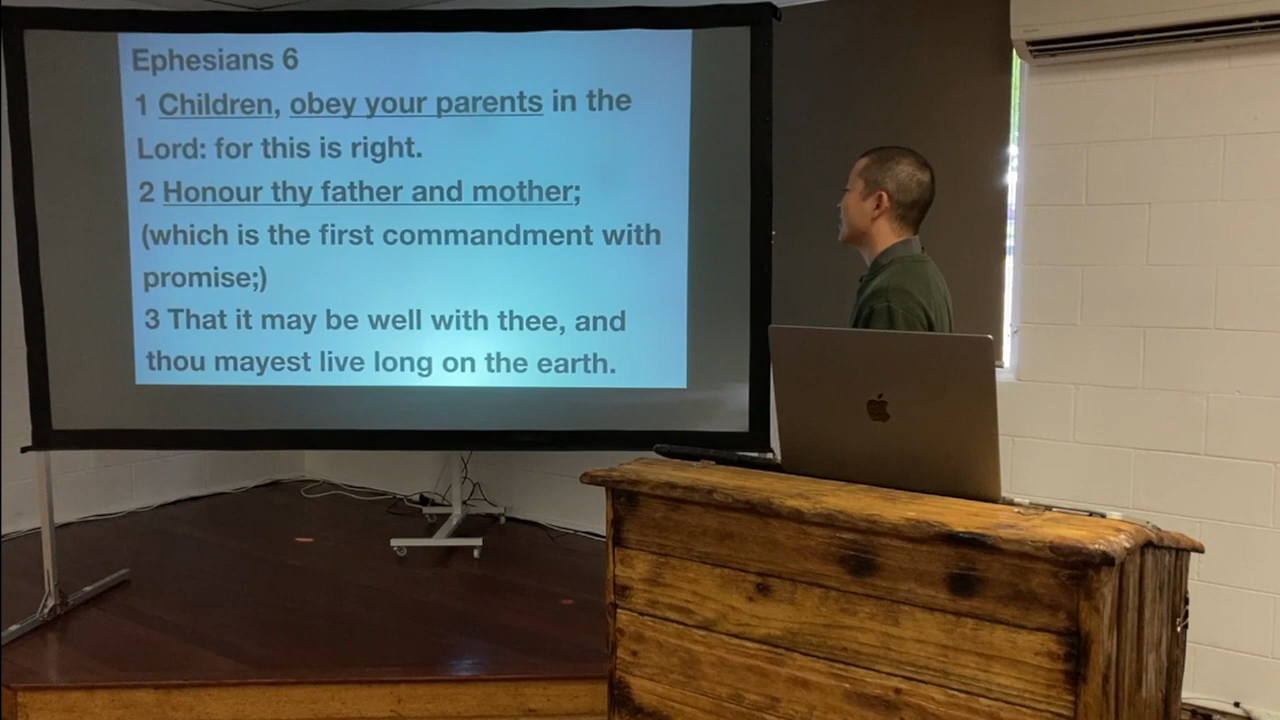 Ephesians 6
1 Children, obey your parents in the
Lord: for this is right.
2 Honour thy father and mother;
(which is the first commandment with
promise;)
3 That it may be well with thee, and
thou mayest live long on the earth.